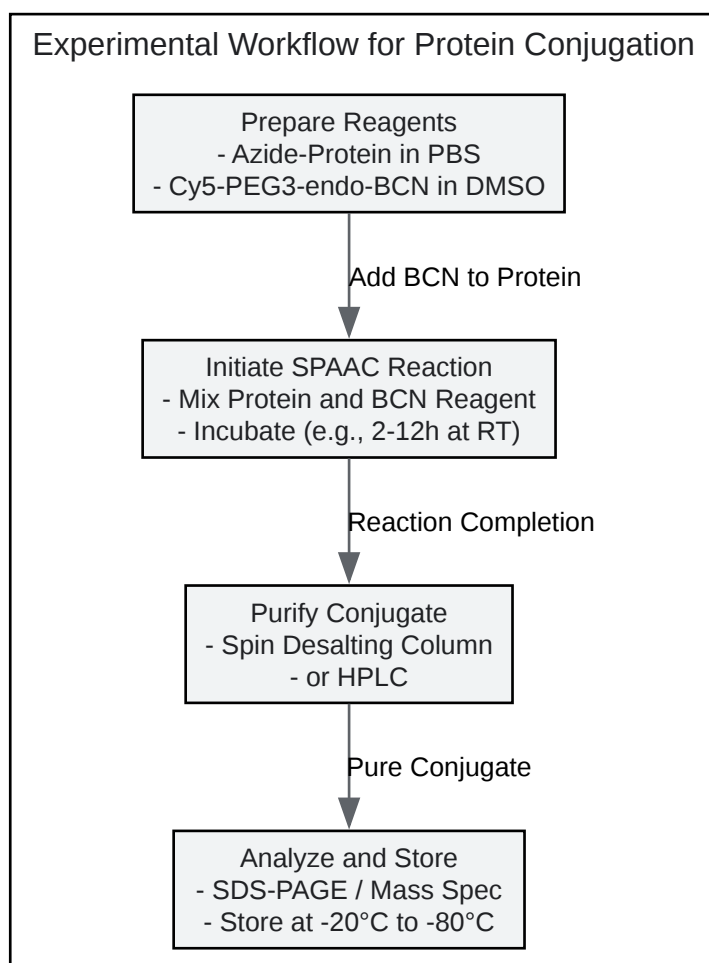 Experimental Workflow for Protein Conjugation
Prepare Reagents
- Azide-Protein in PBS
- Cy5-PEG3-endo-BCN in DMSO
Add BCN to Protein
Initiate SPAAC Reaction
- Mix Protein and BCN Reagent
- Incubate (e.g., 2-12h at RT)
Reaction Completion
Purify Conjugate
- Spin Desalting Column
- or HPLC
Pure Conjugate
Analyze and Store
- SDS-PAGE / Mass Spec
- Store at -20°C to -80°C